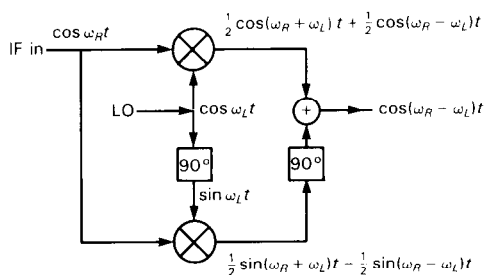 ½ cos(ω_R + ω_L) t + ½ cos(ω_R − ω_L)t
cos ω_R t
IF in
LO
cos ω_L t
+
cos(ω_R − ω_L)t
90°
90°
sin ω_L t
½ sin(ω_R + ω_L)t − ½ sin(ω_R − ω_L)t